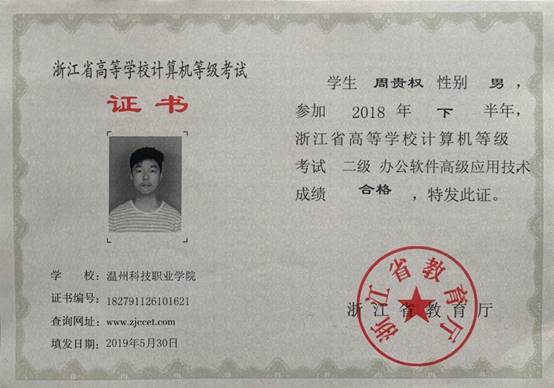 浙江省高等学校计算机等级考试
证书
学 校：温州科技职业学院
证书编号：182791126101621
查询网址：www.zjccet.com
填发日期：2019年5月30日
学生 周贵权 性别 男，
参加 2018 年 下 半年，
浙江省高等学校计算机等级
考试 二级 办公软件高级应用技术
成绩 合格，特发此证。
浙江省教育厅
浙江省教育厅